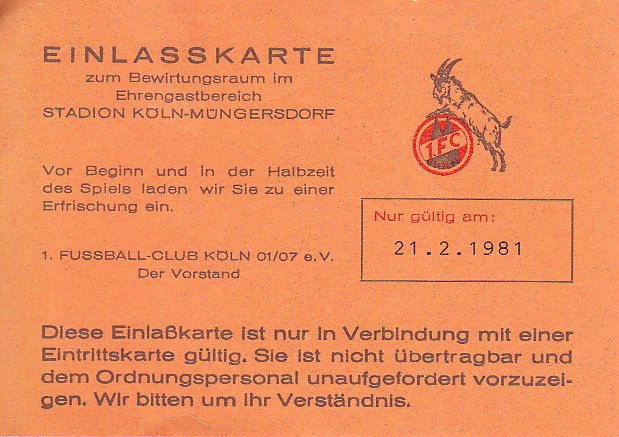 EINLASSKARTE
zum Bewirtungsraum im
Ehrengastbereich
STADION KÖLN-MÜNGERSDORF
1.FC
KÖLN
Vor Beginn und in der Halbzeit
des Spiels laden wir Sie zu einer
Erfrischung ein.
Nur gültig am:
21.2.1981
1. FUSSBALL-CLUB KÖLN 01/07 e.V.
Der Vorstand
Diese Einlaßkarte ist nur in Verbindung mit einer
Eintrittskarte gültig. Sie ist nicht übertragbar und
dem Ordnungspersonal unaufgefordert vorzuzei-
gen. Wir bitten um Ihr Verständnis.